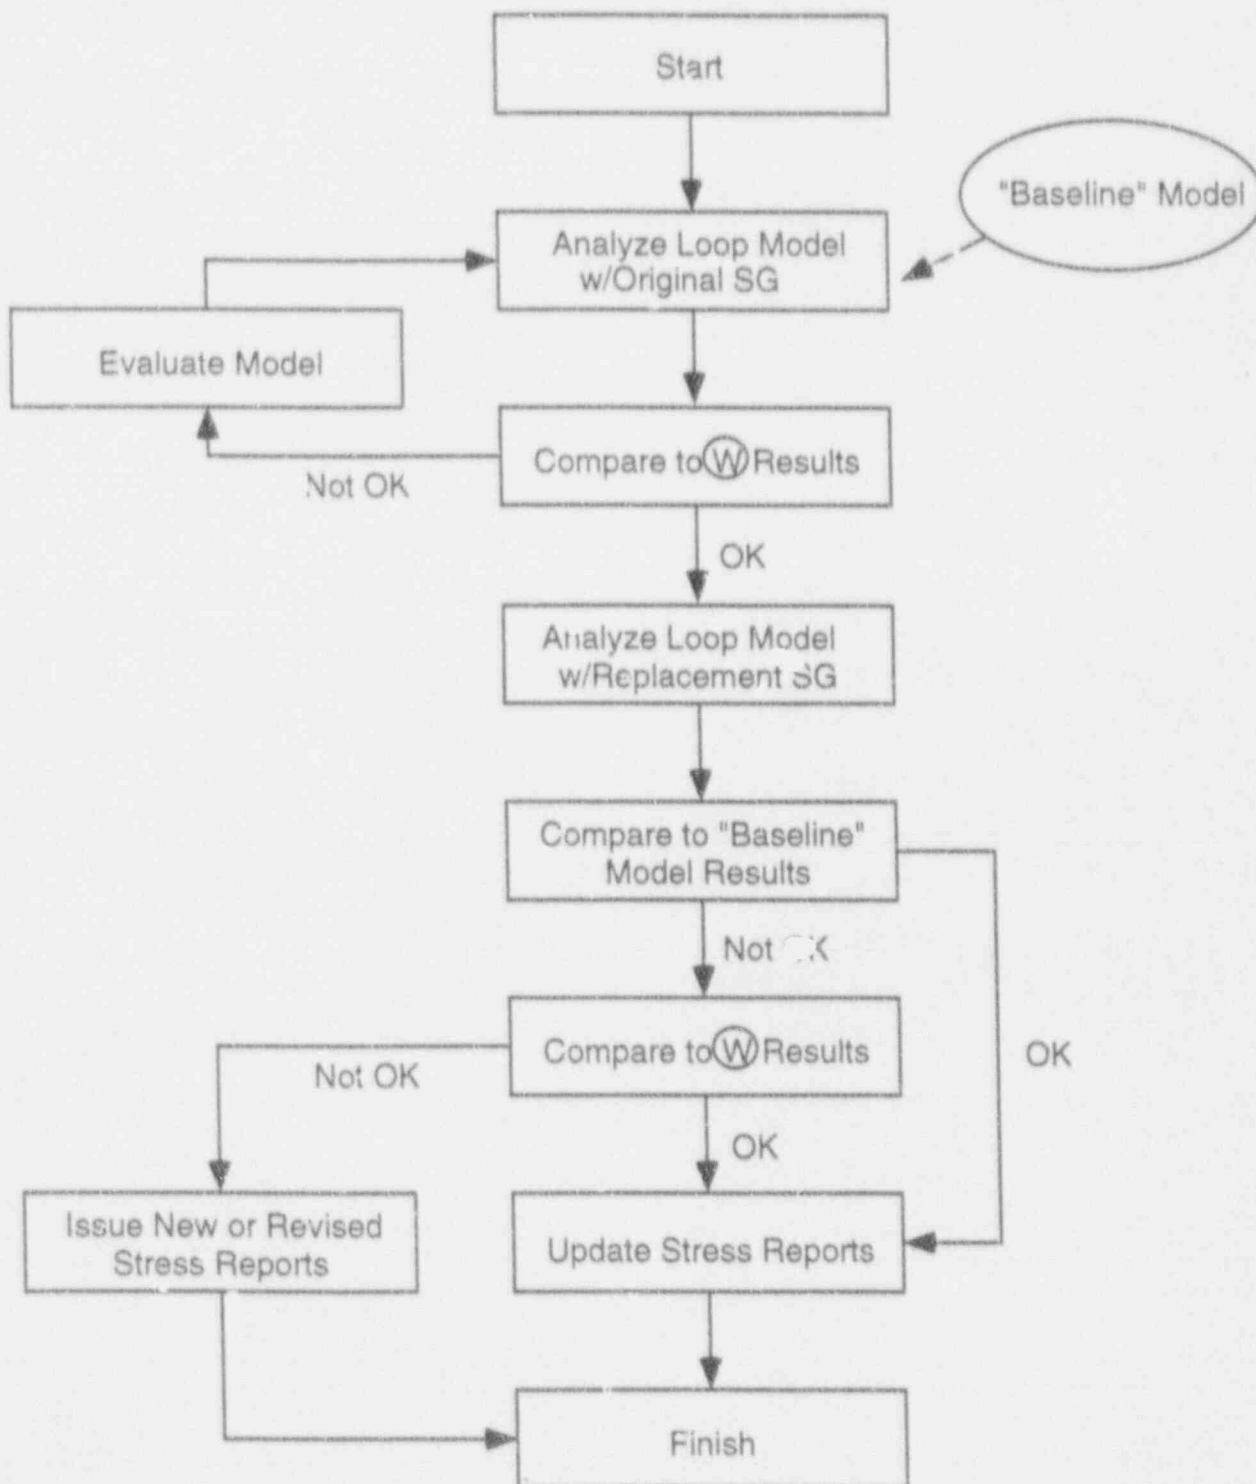 Start
"Baseline" Model
Analyze Loop Model
w/Original SG
Evaluate Model
Compare to Ⓦ Results
Not OK
OK
Analyze Loop Model
w/Replacement SG
Compare to "Baseline"
Model Results
Not OK
Compare to Ⓦ Results
OK
Not OK
OK
Issue New or Revised
Stress Reports
Update Stress Reports
Finish